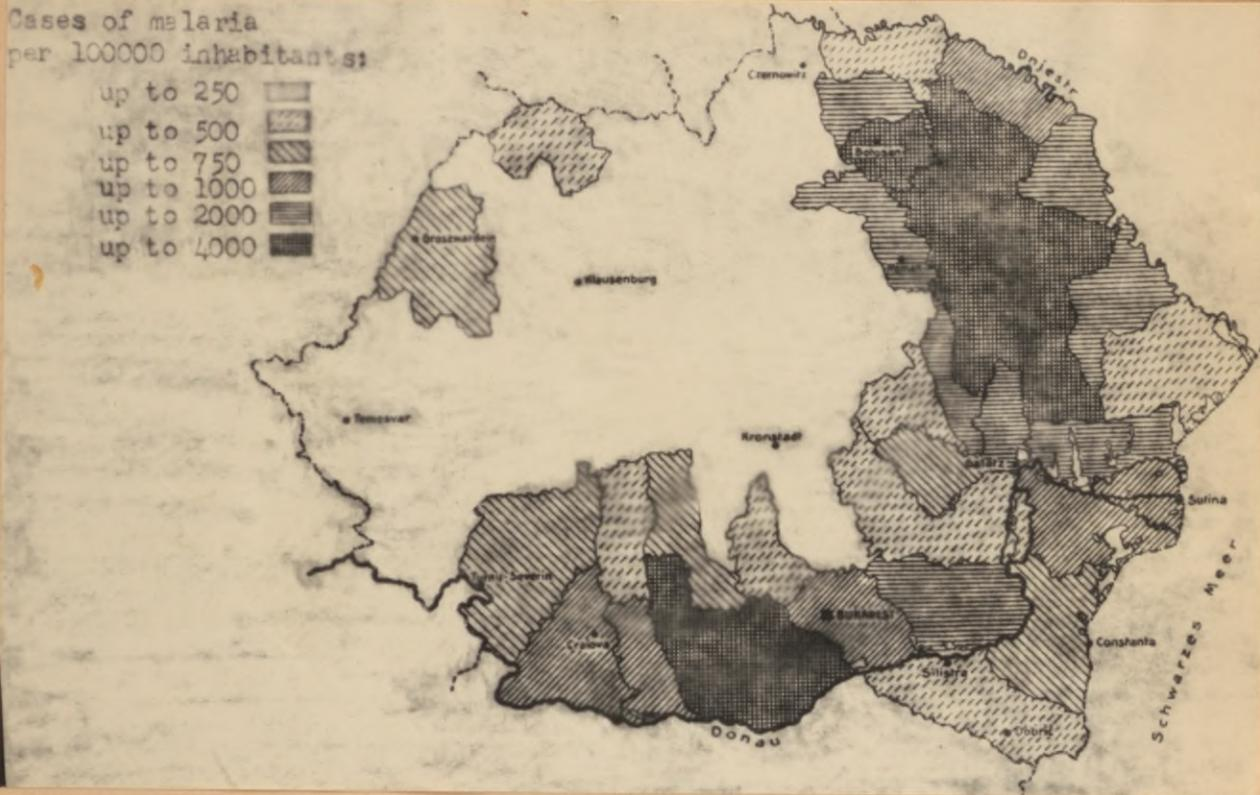 Cases of malaria
per 100000 inhabitants:
up to 250
up to 500
up to 750
up to 1000
up to 2000
up to 4000
Czernowitz
Dnjestr
Grosswardein
Klausenburg
Temesvar
Kronstadt
Galatz
Sulina
Turnu-Severin
Craiova
BUKAREST
Constanta
Silistra
Dobric
Donau
Schwarzes Meer